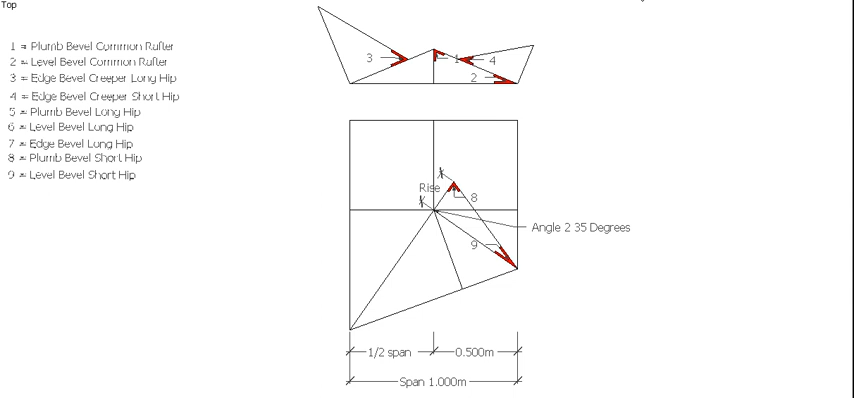 Top
1 = Plumb Bevel Common Rafter
2 = Level Bevel Common Rafter
3 = Edge Bevel Creeper Long Hip
4 = Edge Bevel Creeper Short Hip
5 = Plumb Bevel Long Hip
6 = Level Bevel Long Hip
7 = Edge Bevel Long Hip
8 = Plumb Bevel Short Hip
9 = Level Bevel Short Hip
3
1
4
2
Rise
8
Angle 2 35 Degrees
9
1/2 span
0.500m
Span 1.000m